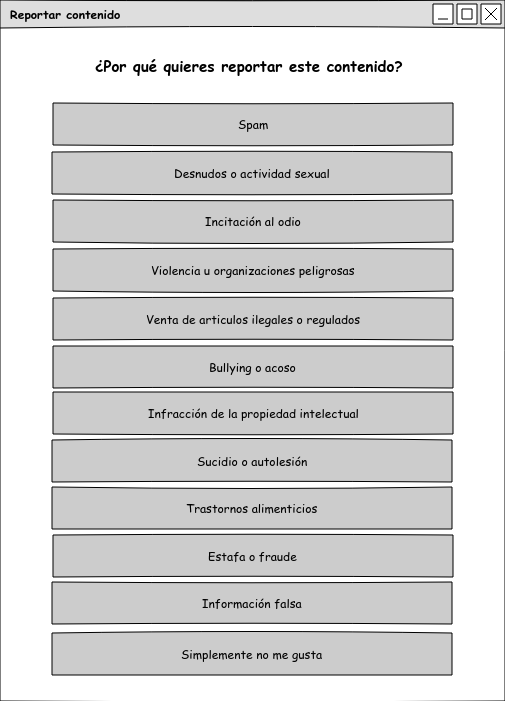 Reportar contenido
¿Por qué quieres reportar este contenido?
Spam
Desnudos o actividad sexual
Incitación al odio
Violencia u organizaciones peligrosas
Venta de articulos ilegales o regulados
Bullying o acoso
Infracción de la propiedad intelectual
Sucidio o autolesión
Trastornos alimenticios
Estafa o fraude
Información falsa
Simplemente no me gusta